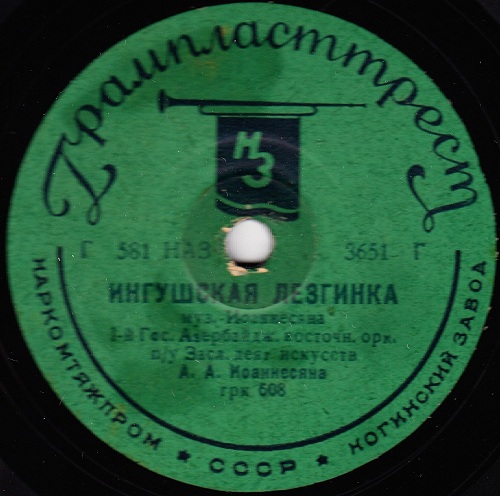 Грампласттрест
НЗ
Г 581 НАЗ 3651 Г
ИНГУШСКАЯ ЛЕЗГИНКА
муз. Иоаннесяна
1-й Гос. Азербайдж. восточн. орк.
п/у Засл. деят искусств
А. А. Иоаннесяна
грк 608
НАРКОМТЯЖПРОМ ★ СССР ★ НОГИНСКИЙ ЗАВОД